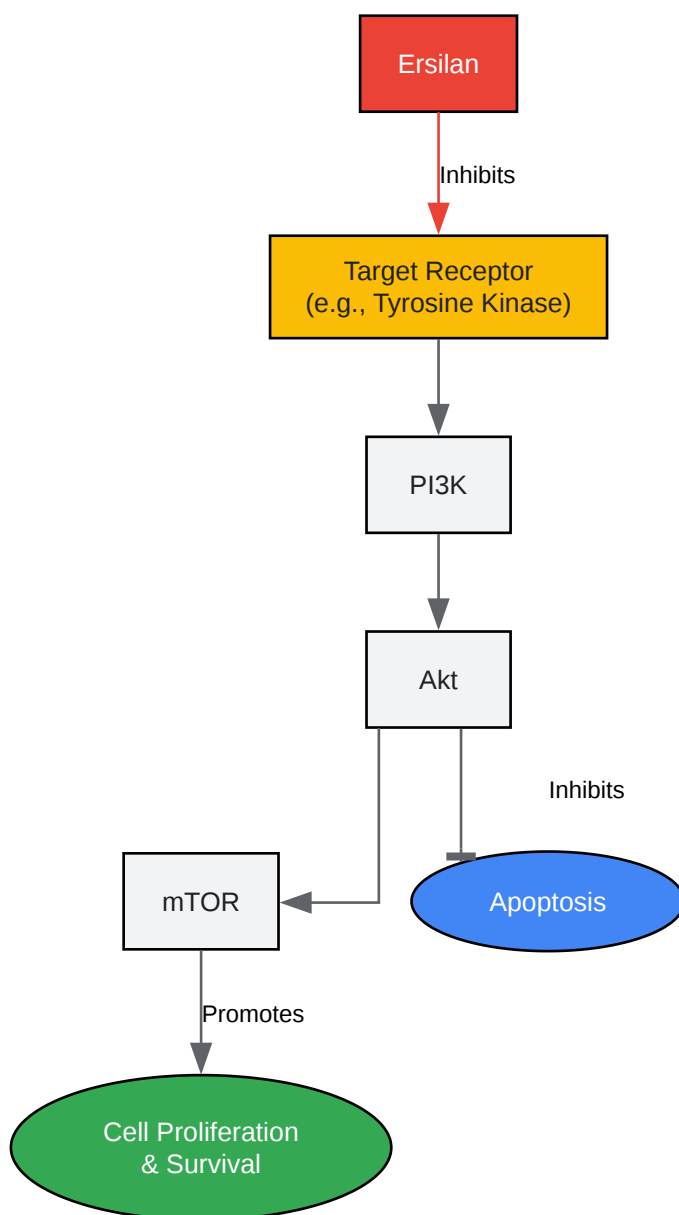 Ersilan
Inhibits
Target Receptor
(e.g., Tyrosine Kinase)
PI3K
Akt
Inhibits
mTOR
Apoptosis
Promotes
Cell Proliferation
& Survival